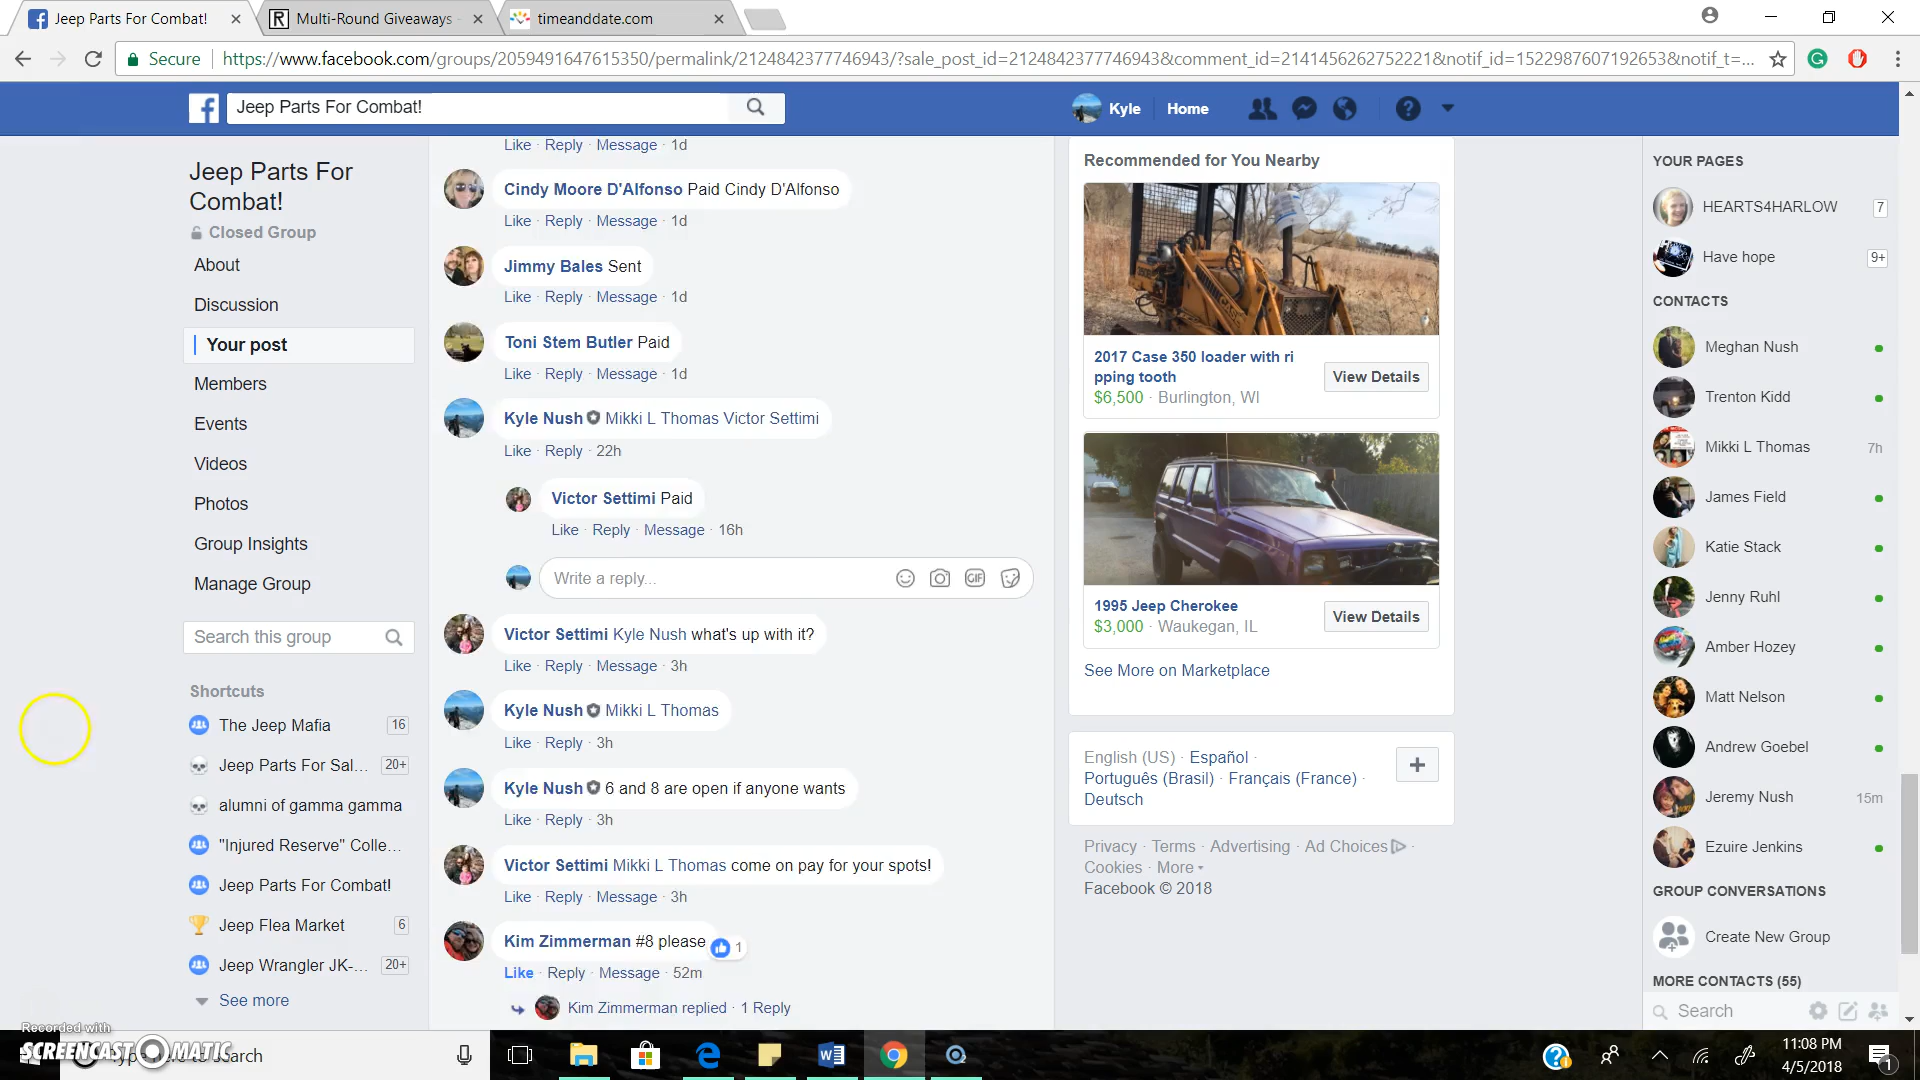 Jeep Parts For Combat!
Multi-Round Giveaways
timeanddate.com
Secure
https://www.facebook.com/groups/2059491647615350/permalink/2124842377746943/?sale_post_id=2124842377746943&comment_id=2141456262752221&notif_id=1522987607192653&notif_t=...
Jeep Parts For Combat!
Kyle
Home
Jeep Parts For
Combat!
Closed Group
About
Discussion
Your post
Members
Events
Videos
Photos
Group Insights
Manage Group
Search this group
Shortcuts
The Jeep Mafia 16
Jeep Parts For Sal... 20+
alumni of gamma gamma
"Injured Reserve" Colle...
Jeep Parts For Combat!
Jeep Flea Market 6
Jeep Wrangler JK-... 20+
See more
Like · Reply · Message · 1d
Cindy Moore D'Alfonso Paid Cindy D'Alfonso
Like · Reply · Message · 1d
Jimmy Bales Sent
Like · Reply · Message · 1d
Toni Stem Butler Paid
Like · Reply · Message · 1d
Kyle Nush Mikki L Thomas Victor Settimi
Like · Reply · 22h
Victor Settimi Paid
Like · Reply · Message · 16h
Write a reply...
GIF
Victor Settimi Kyle Nush what's up with it?
Like · Reply · Message · 3h
Kyle Nush Mikki L Thomas
Like · Reply · 3h
Kyle Nush 6 and 8 are open if anyone wants
Like · Reply · 3h
Victor Settimi Mikki L Thomas come on pay for your spots!
Like · Reply · Message · 3h
Kim Zimmerman #8 please
1
Like · Reply · Message · 52m
Kim Zimmerman replied · 1 Reply
Recommended for You Nearby
2017 Case 350 loader with ri
pping tooth
$6,500 · Burlington, WI
View Details
1995 Jeep Cherokee
$3,000 · Waukegan, IL
View Details
See More on Marketplace
English (US) · Español ·
Português (Brasil) · Français (France) ·
Deutsch
Privacy · Terms · Advertising · Ad Choices ·
Cookies · More
Facebook © 2018
YOUR PAGES
HEARTS4HARLOW 7
Have hope 9+
CONTACTS
Meghan Nush
Trenton Kidd
Mikki L Thomas 7h
James Field
Katie Stack
Jenny Ruhl
Amber Hozey
Matt Nelson
Andrew Goebel
Jeremy Nush 15m
Ezuire Jenkins
GROUP CONVERSATIONS
Create New Group
MORE CONTACTS (55)
Search
Recorded with
SCREENCAST-O-MATIC
Type here to search
11:08 PM
4/5/2018
1